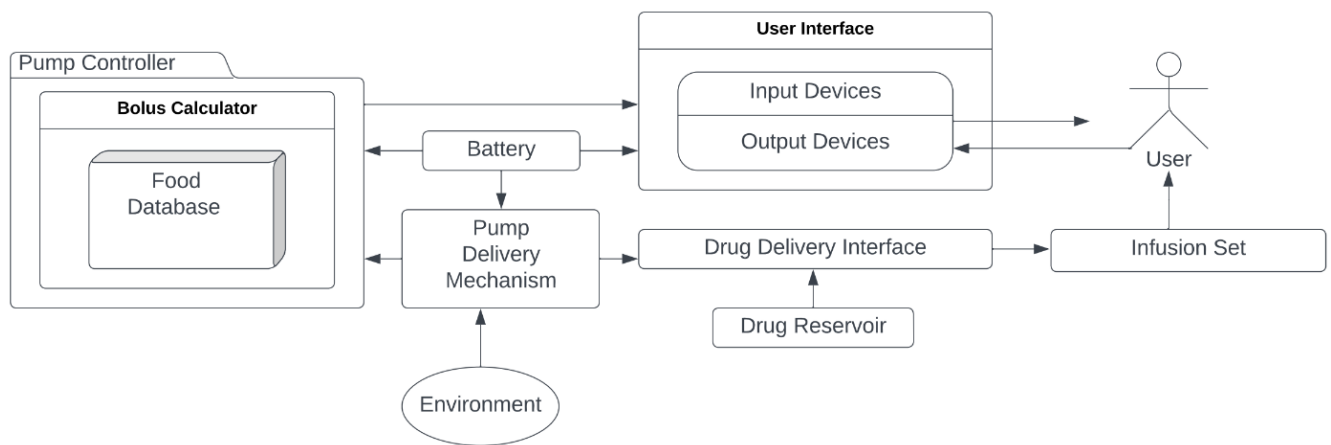 Pump Controller
Bolus Calculator
Food
Database
Battery
Pump
Delivery
Mechanism
Environment
User Interface
Input Devices
Output Devices
Drug Delivery Interface
Drug Reservoir
User
Infusion Set